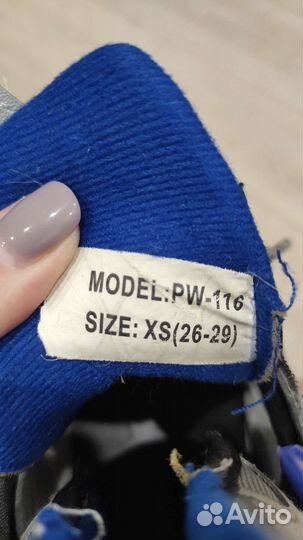 MODEL:PW-116
SIZE: XS(26-29)
Avito